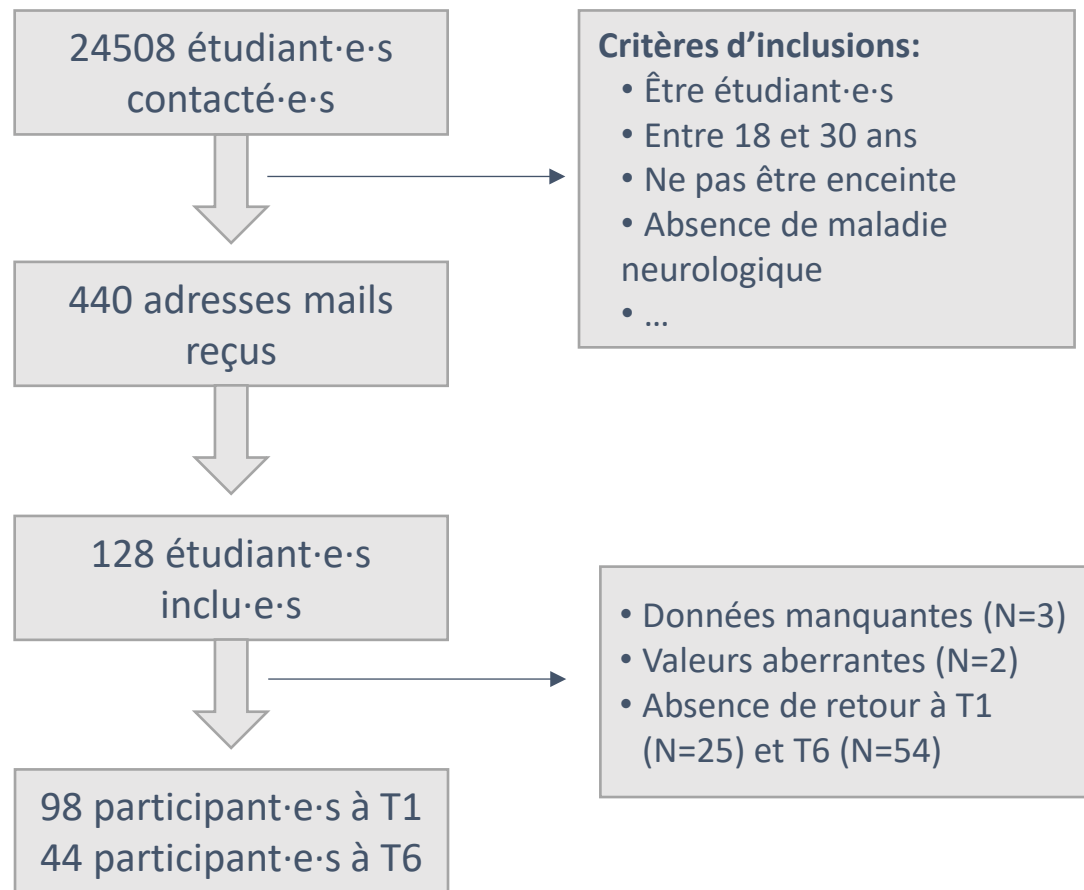 24508 étudiant·e·s
contacté·e·s
Critères d'inclusions:
• Être étudiant·e·s
• Entre 18 et 30 ans
• Ne pas être enceinte
• Absence de maladie
neurologique
• ...
440 adresses mails
reçus
128 étudiant·e·s
inclu·e·s
• Données manquantes (N=3)
• Valeurs aberrantes (N=2)
• Absence de retour à T1
(N=25) et T6 (N=54)
98 participant·e·s à T1
44 participant·e·s à T6